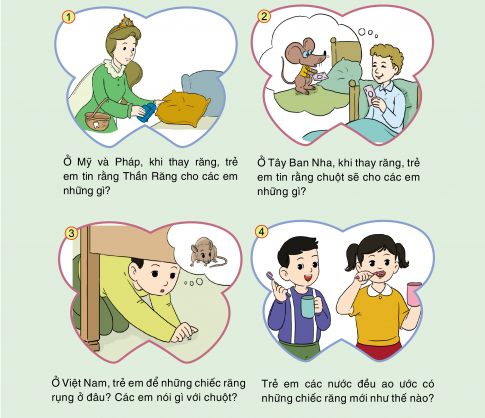 1
2
Ở Mỹ và Pháp, khi thay răng, trẻ
em tin rằng Thần Răng cho các em
những gì?
Ở Tây Ban Nha, khi thay răng, trẻ
em tin rằng chuột sẽ cho các em
những gì?
3
4
Ở Việt Nam, trẻ em để những chiếc răng
rụng ở đâu? Các em nói gì với chuột?
Trẻ em các nước đều ao ước có
những chiếc răng mới như thế nào?